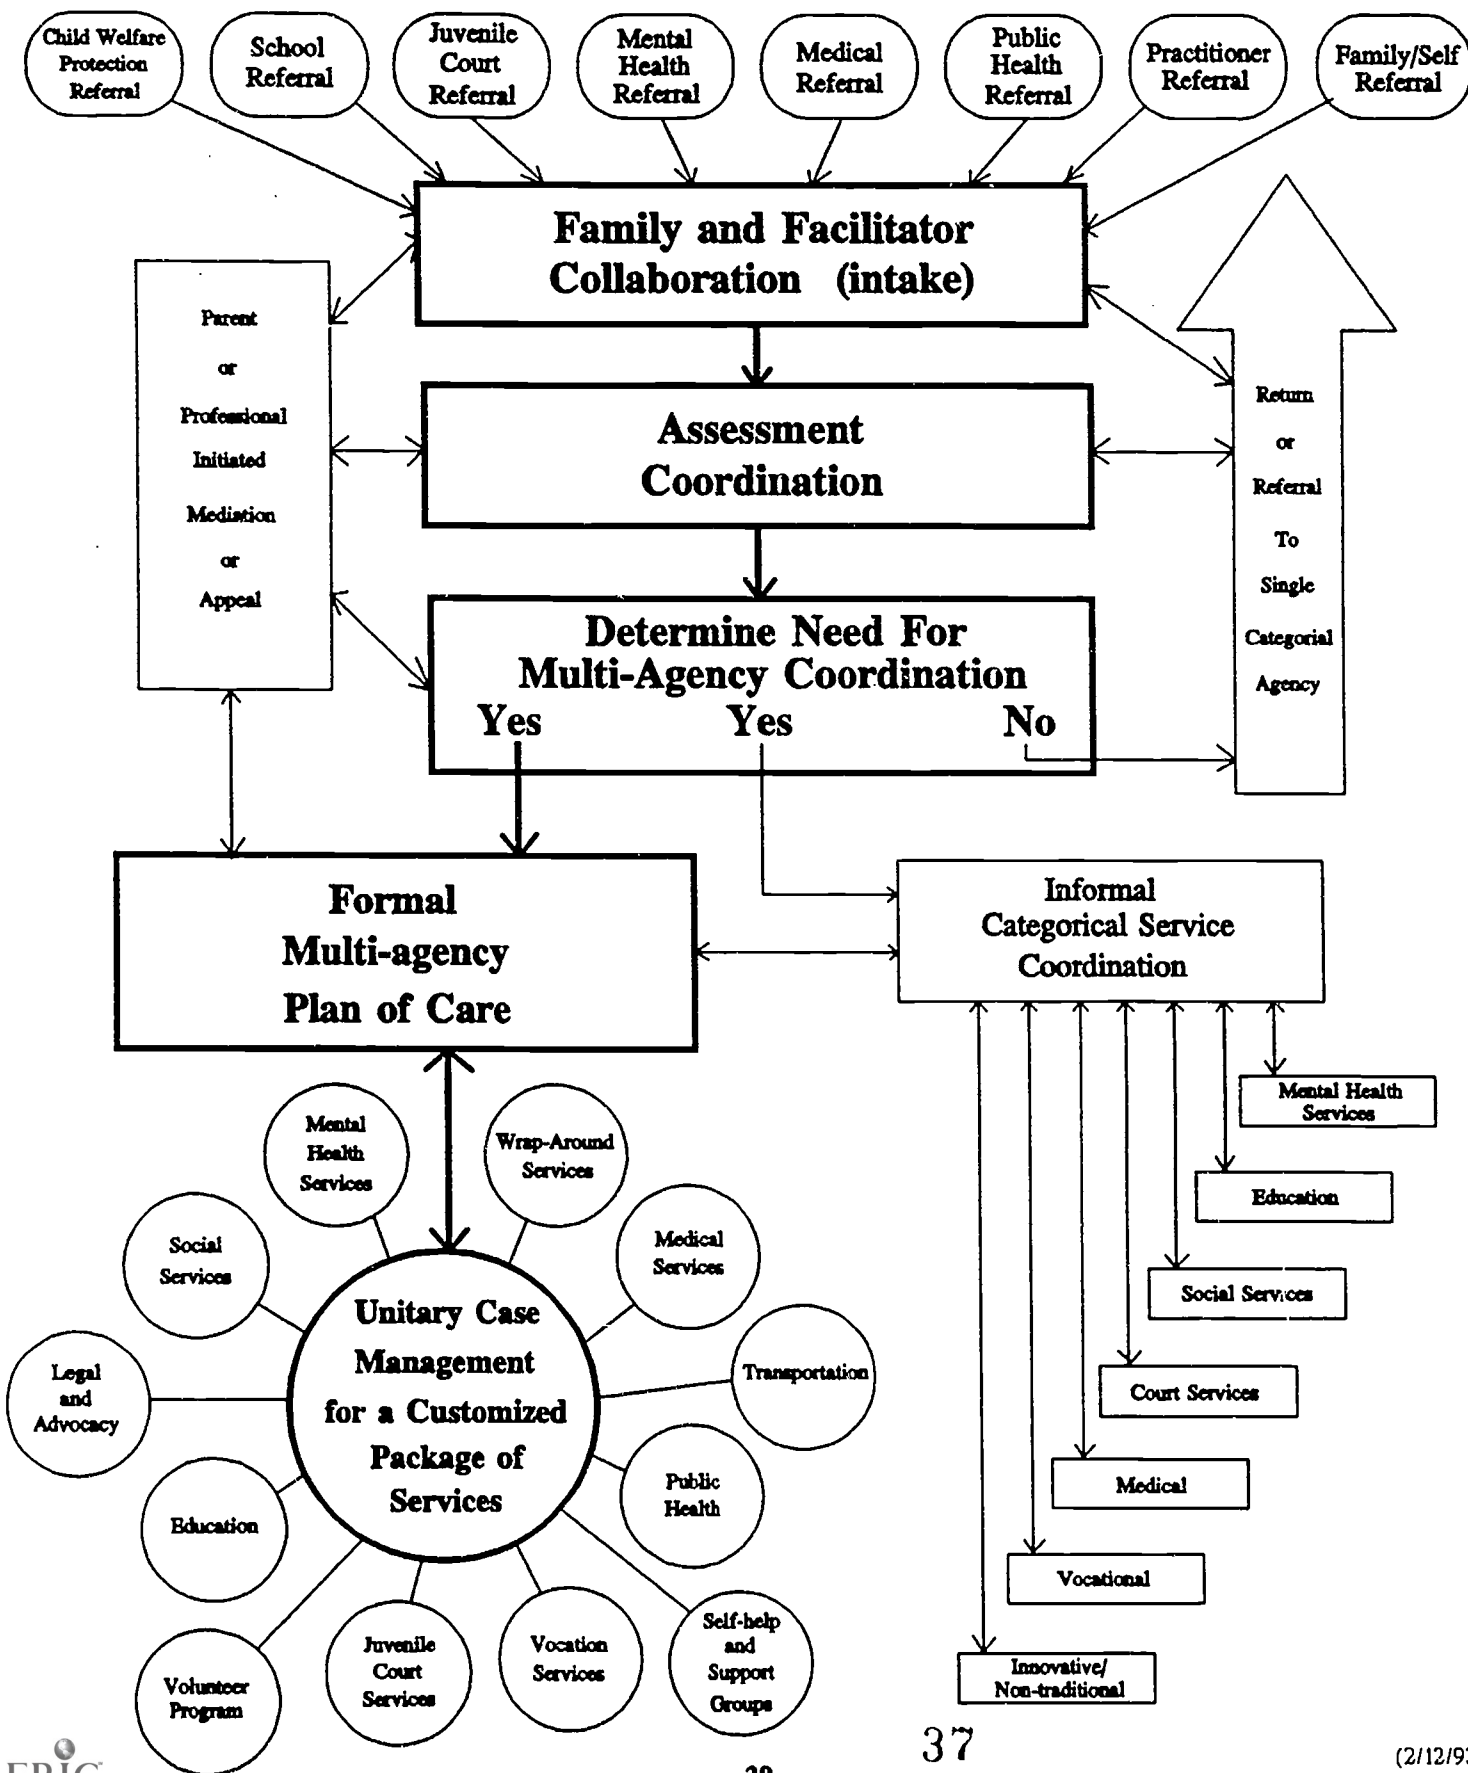 Child Welfare
Protection
Referral
School
Referral
Juvenile
Court
Referral
Mental
Health
Referral
Medical
Referral
Public
Health
Referral
Practitioner
Referral
Family/Self
Referral
Family and Facilitator
Collaboration (intake)
Parent
or
Professional
Initiated
Mediation
or
Appeal
Assessment
Coordination
Return
or
Referral
To
Single
Categorial
Agency
Determine Need For
Multi-Agency Coordination
Yes Yes No
Formal
Multi-agency
Plan of Care
Informal
Categorical Service
Coordination
Mental Health
Services
Education
Social Services
Court Services
Medical
Vocational
Innovative/
Non-traditional
Mental
Health
Services
Wrap-Around
Services
Social
Services
Medical
Services
Unitary Case
Management
for a Customized
Package of
Services
Legal
and
Advocacy
Transportation
Education
Public
Health
Volunteer
Program
Juvenile
Court
Services
Vocation
Services
Self-help
and
Support
Groups
37
(2/12/93
ERIC